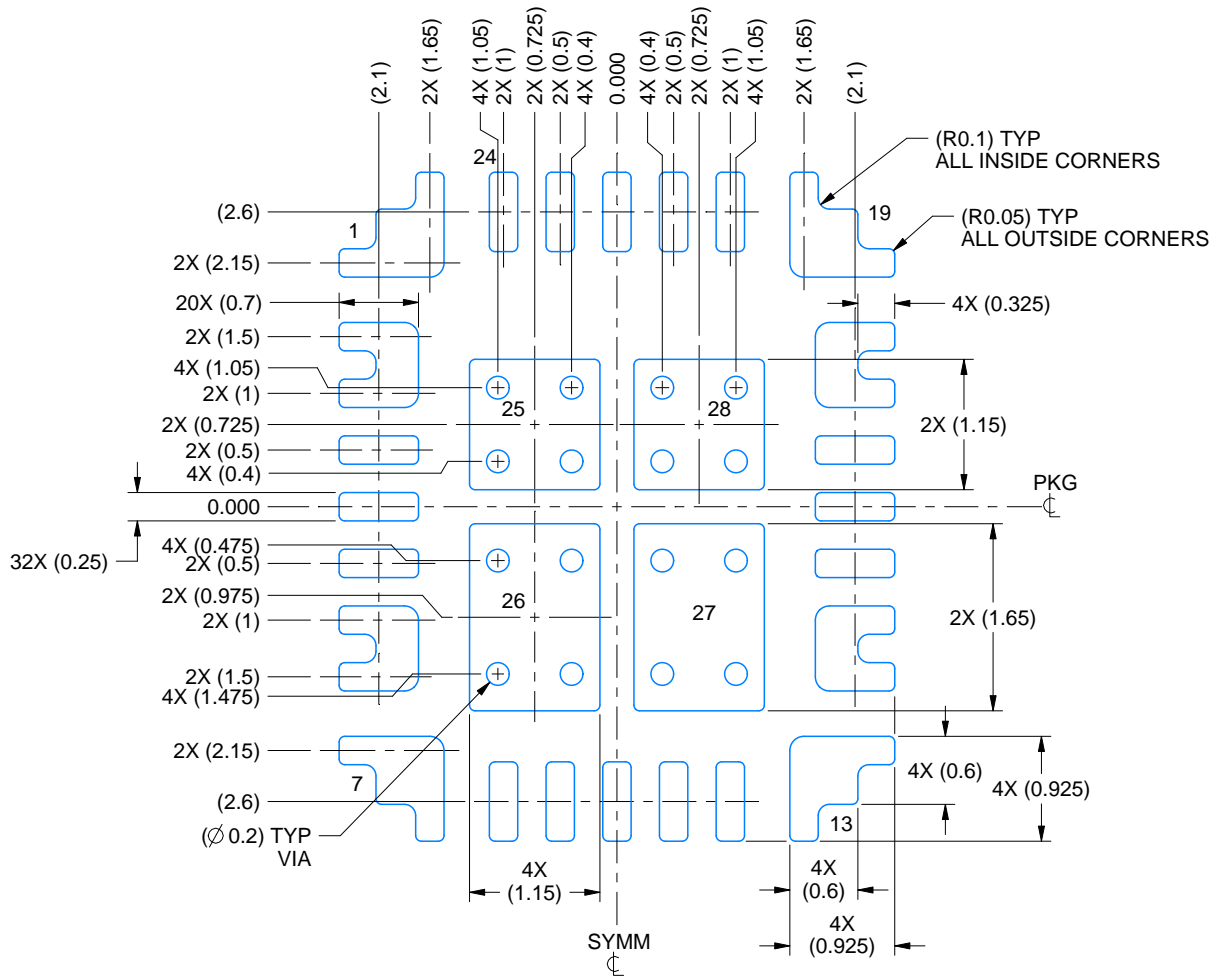 (2.1)
2X (1.65)
4X (1.05)
2X (1)
2X (0.725)
2X (0.5)
4X (0.4)
0.000
4X (0.4)
2X (0.5)
2X (0.725)
2X (1)
4X (1.05)
2X (1.65)
(2.1)
(R0.1) TYP
ALL INSIDE CORNERS
24
(2.6)
1
19
(R0.05) TYP
ALL OUTSIDE CORNERS
2X (2.15)
20X (0.7)
4X (0.325)
2X (1.5)
4X (1.05)
2X (1)
25
28
2X (0.725)
2X (1.15)
2X (0.5)
4X (0.4)
PKG
0.000
32X (0.25)
4X (0.475)
2X (0.5)
2X (0.975)
26
27
2X (1)
2X (1.65)
2X (1.5)
4X (1.475)
2X (2.15)
7
4X (0.6)
4X (0.925)
(2.6)
13
(Ø 0.2) TYP
VIA
4X
(1.15)
4X
(0.6)
4X
(0.925)
SYMM